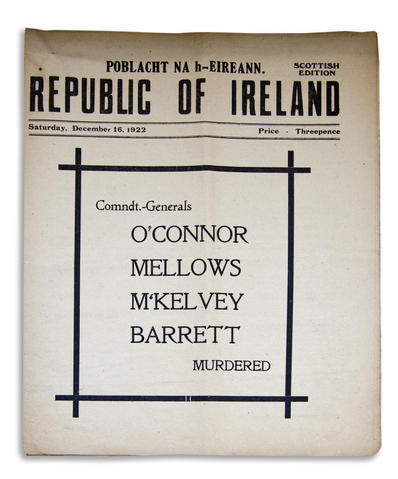 POBLACHT NA h-EIREANN.
SCOTTISH
EDITION
REPUBLIC OF IRELAND
Saturday, December 16, 1922 Price - Threepence
Comndt.-Generals
O'CONNOR
MELLOWS
M'KELVEY
BARRETT
MURDERED